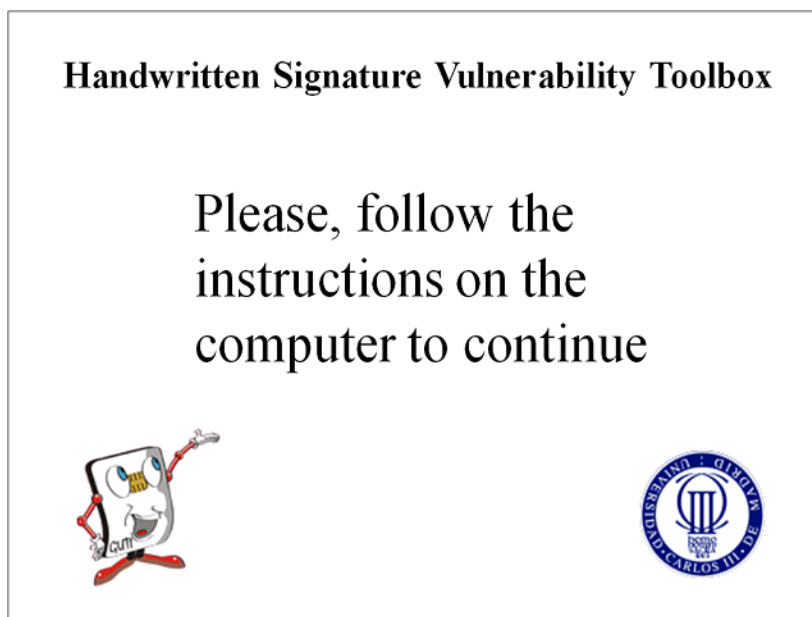 Handwritten Signature Vulnerability Toolbox
Please, follow the
instructions on the
computer to continue
GUTI
UNIVERSIDAD · CARLOS III · DE MADRID